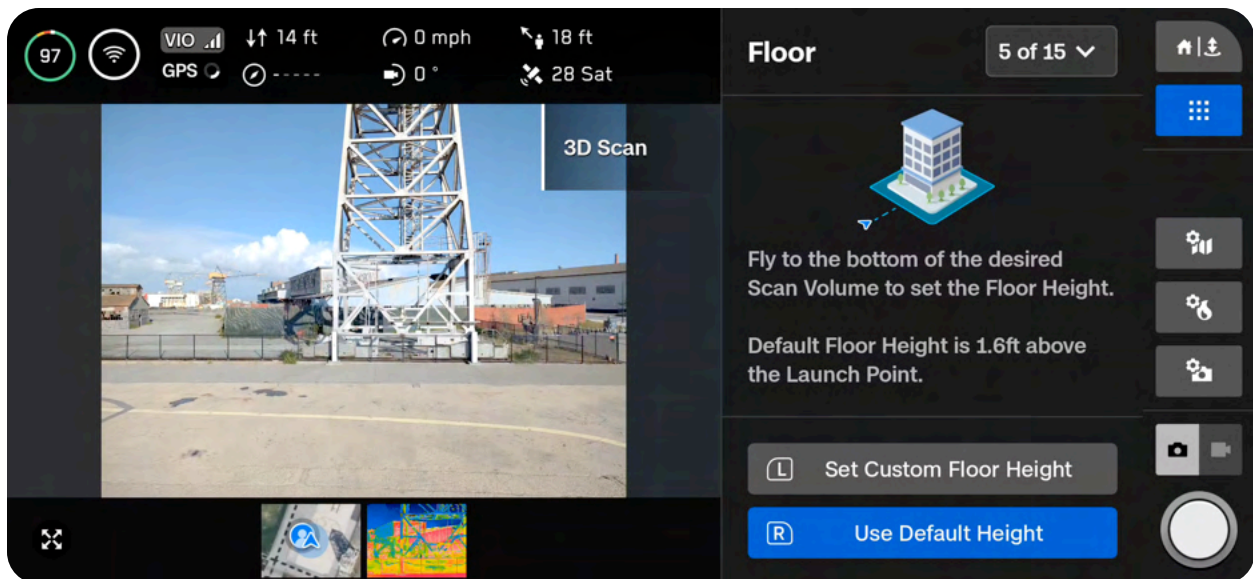 97
VIO
14 ft
0 mph
18 ft
GPS
-----
0 °
28 Sat
3D Scan
Floor
5 of 15
Fly to the bottom of the desired
Scan Volume to set the Floor Height.
Default Floor Height is 1.6ft above
the Launch Point.
L Set Custom Floor Height
R Use Default Height